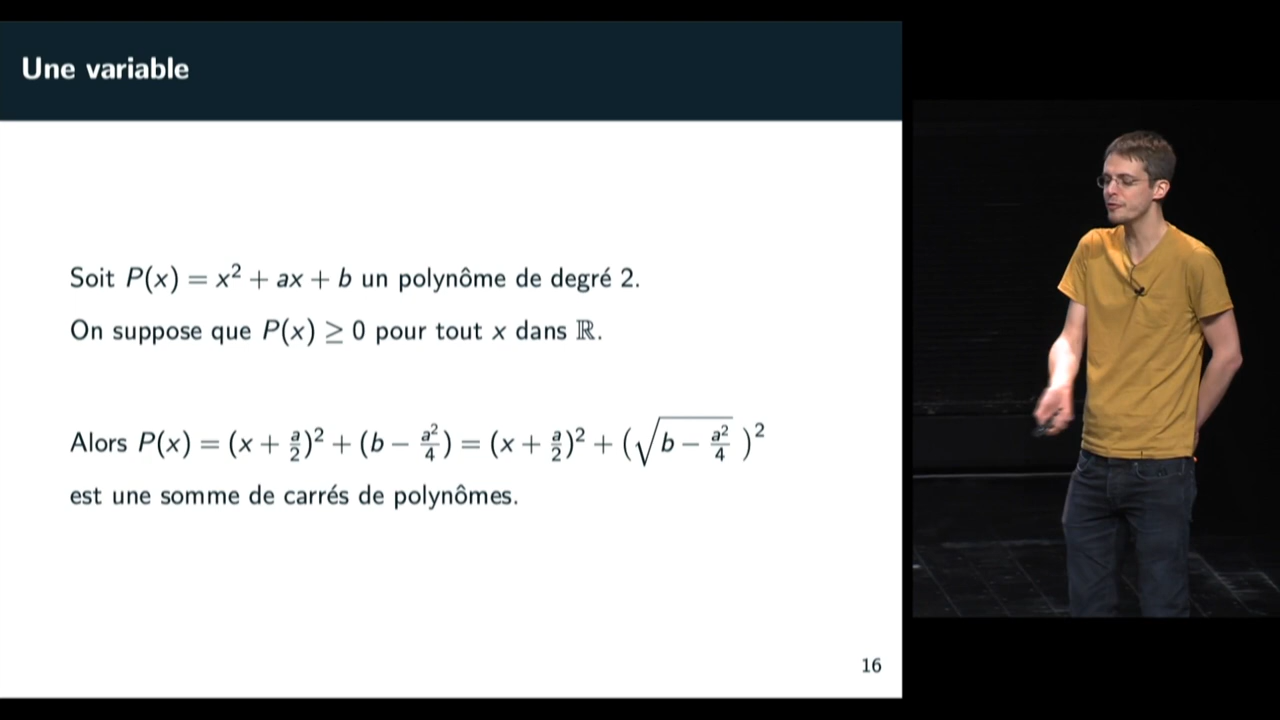 Une variable
Soit P(x) = x² + ax + b un polynôme de degré 2.
On suppose que P(x) ≥ 0 pour tout x dans ℝ.
Alors P(x) = (x + a/2)² + (b − a²/4) = (x + a/2)² + (√(b − a²/4))²
est une somme de carrés de polynômes.
16